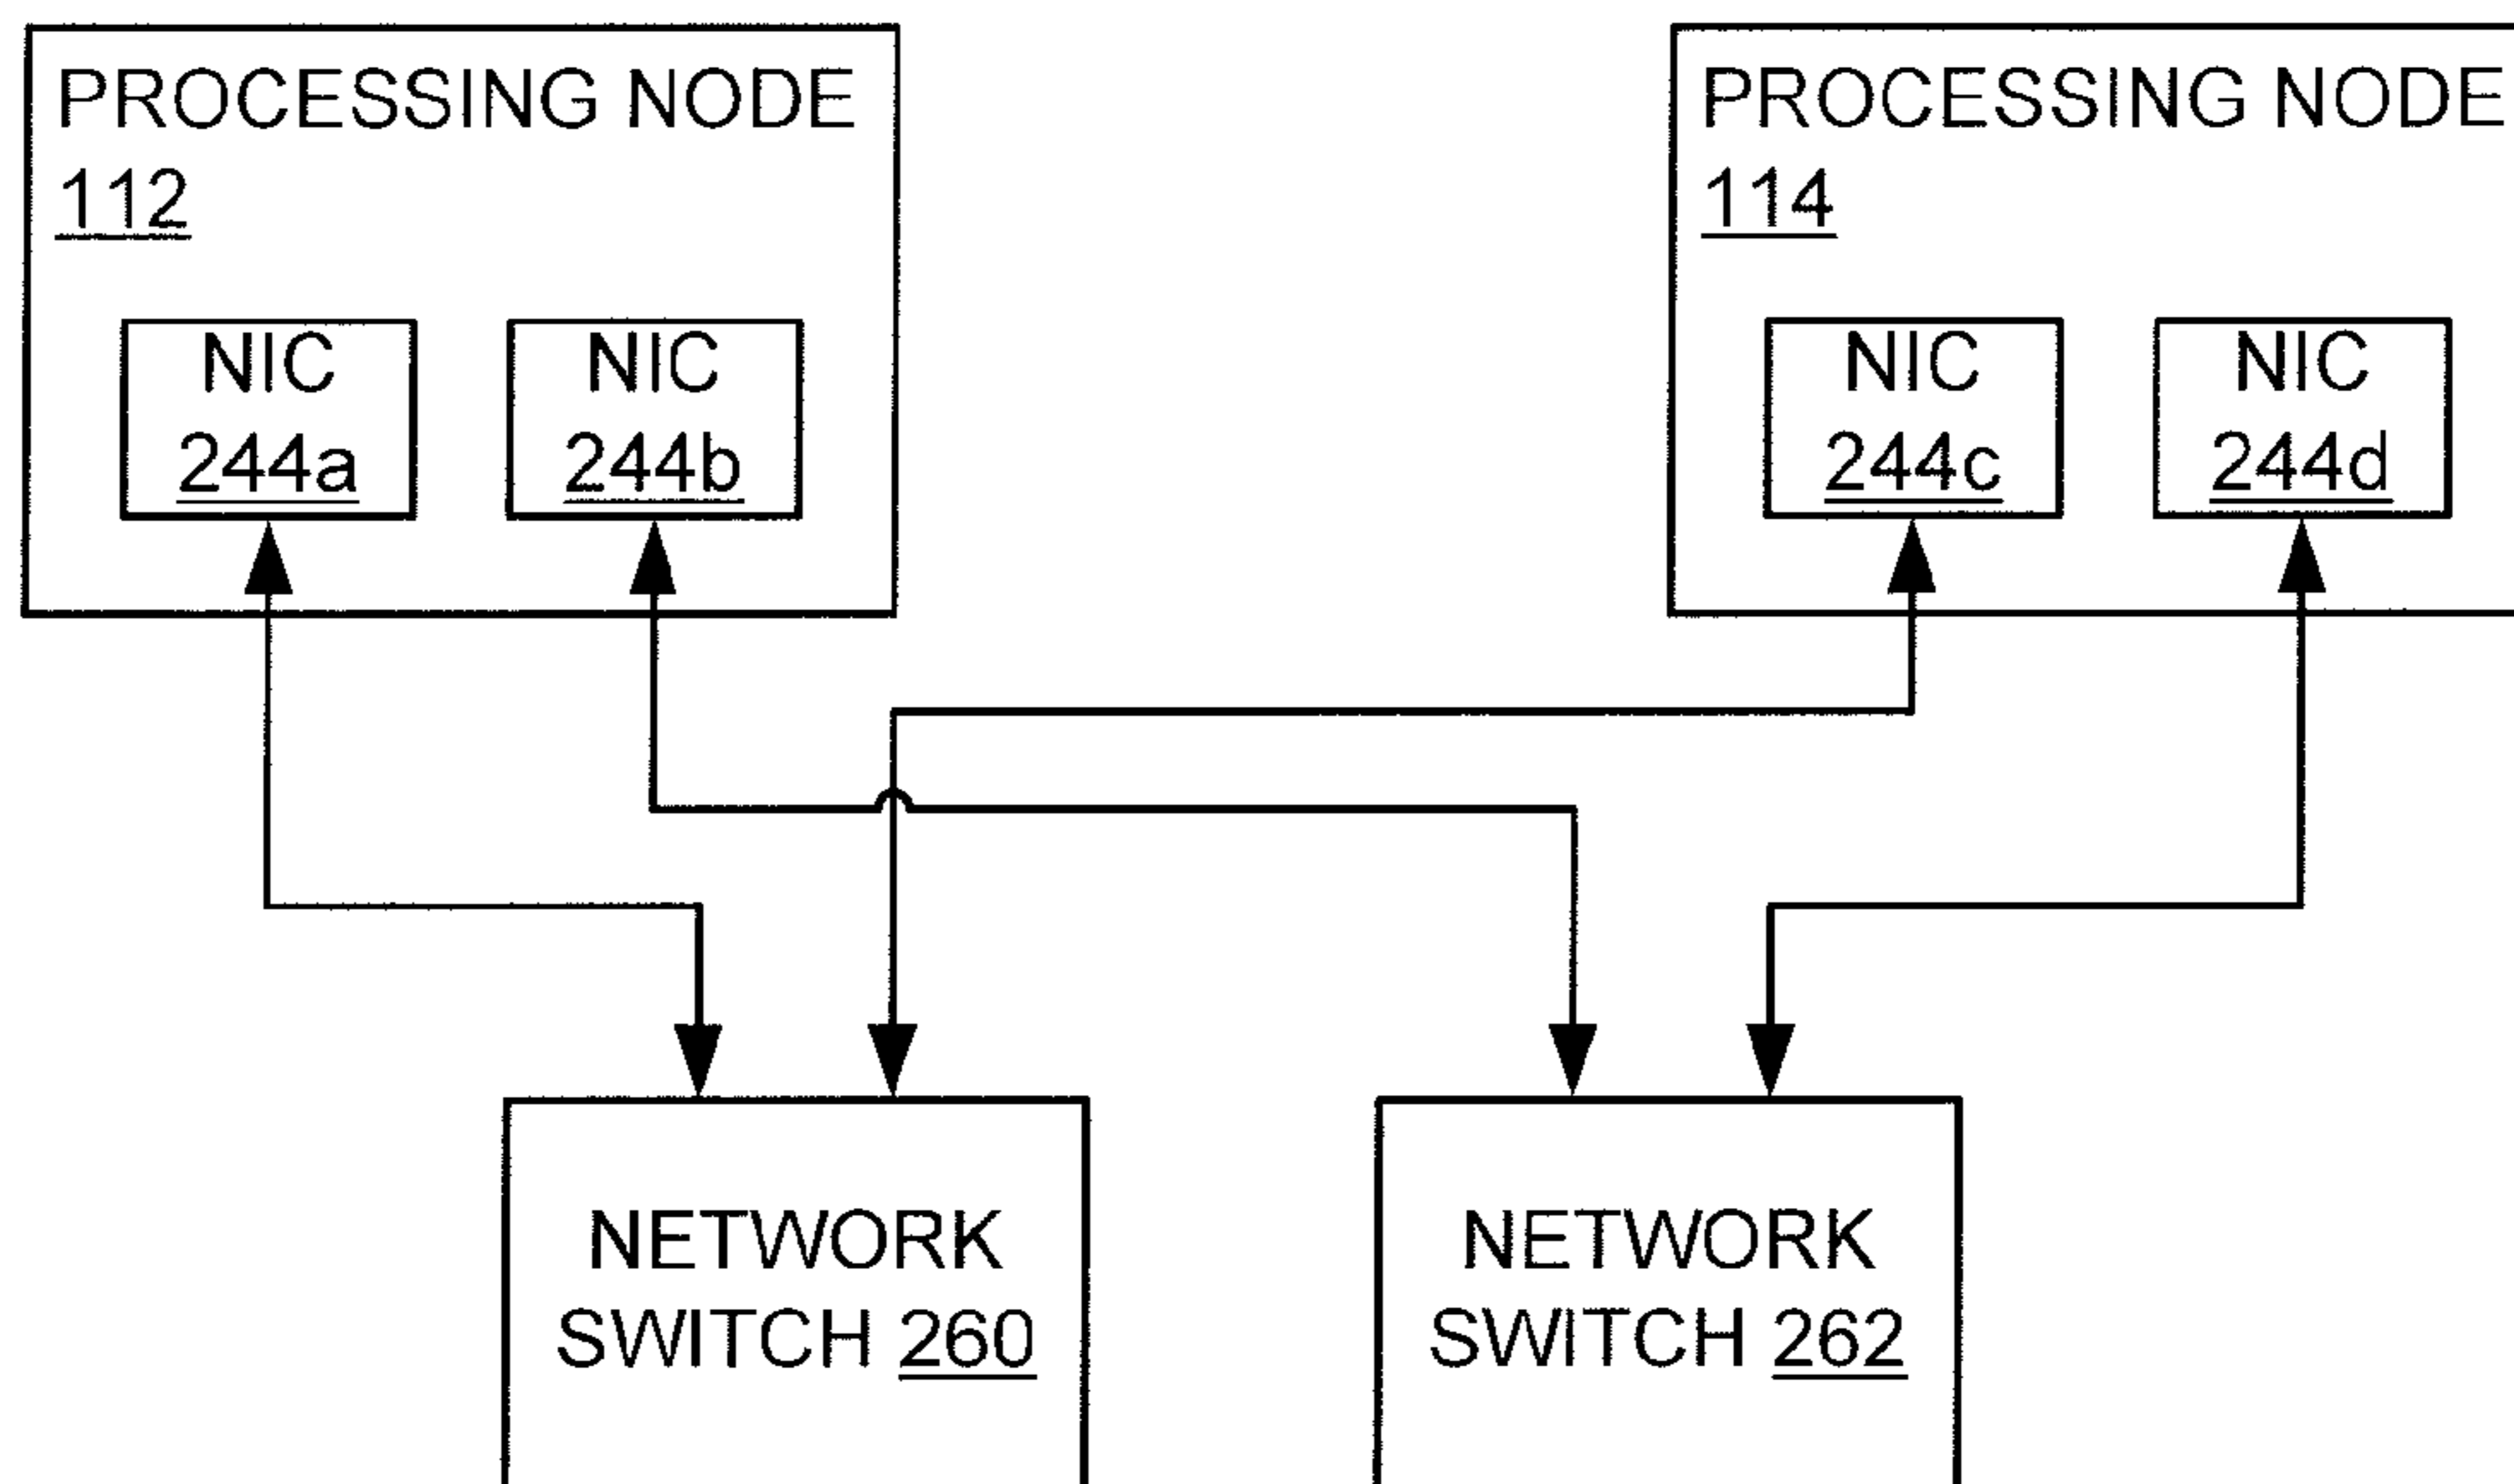 PROCESSING NODE
112
NIC
244a
NIC
244b
PROCESSING NODE
114
NIC
244c
NIC
244d
NETWORK
SWITCH 260
NETWORK
SWITCH 262